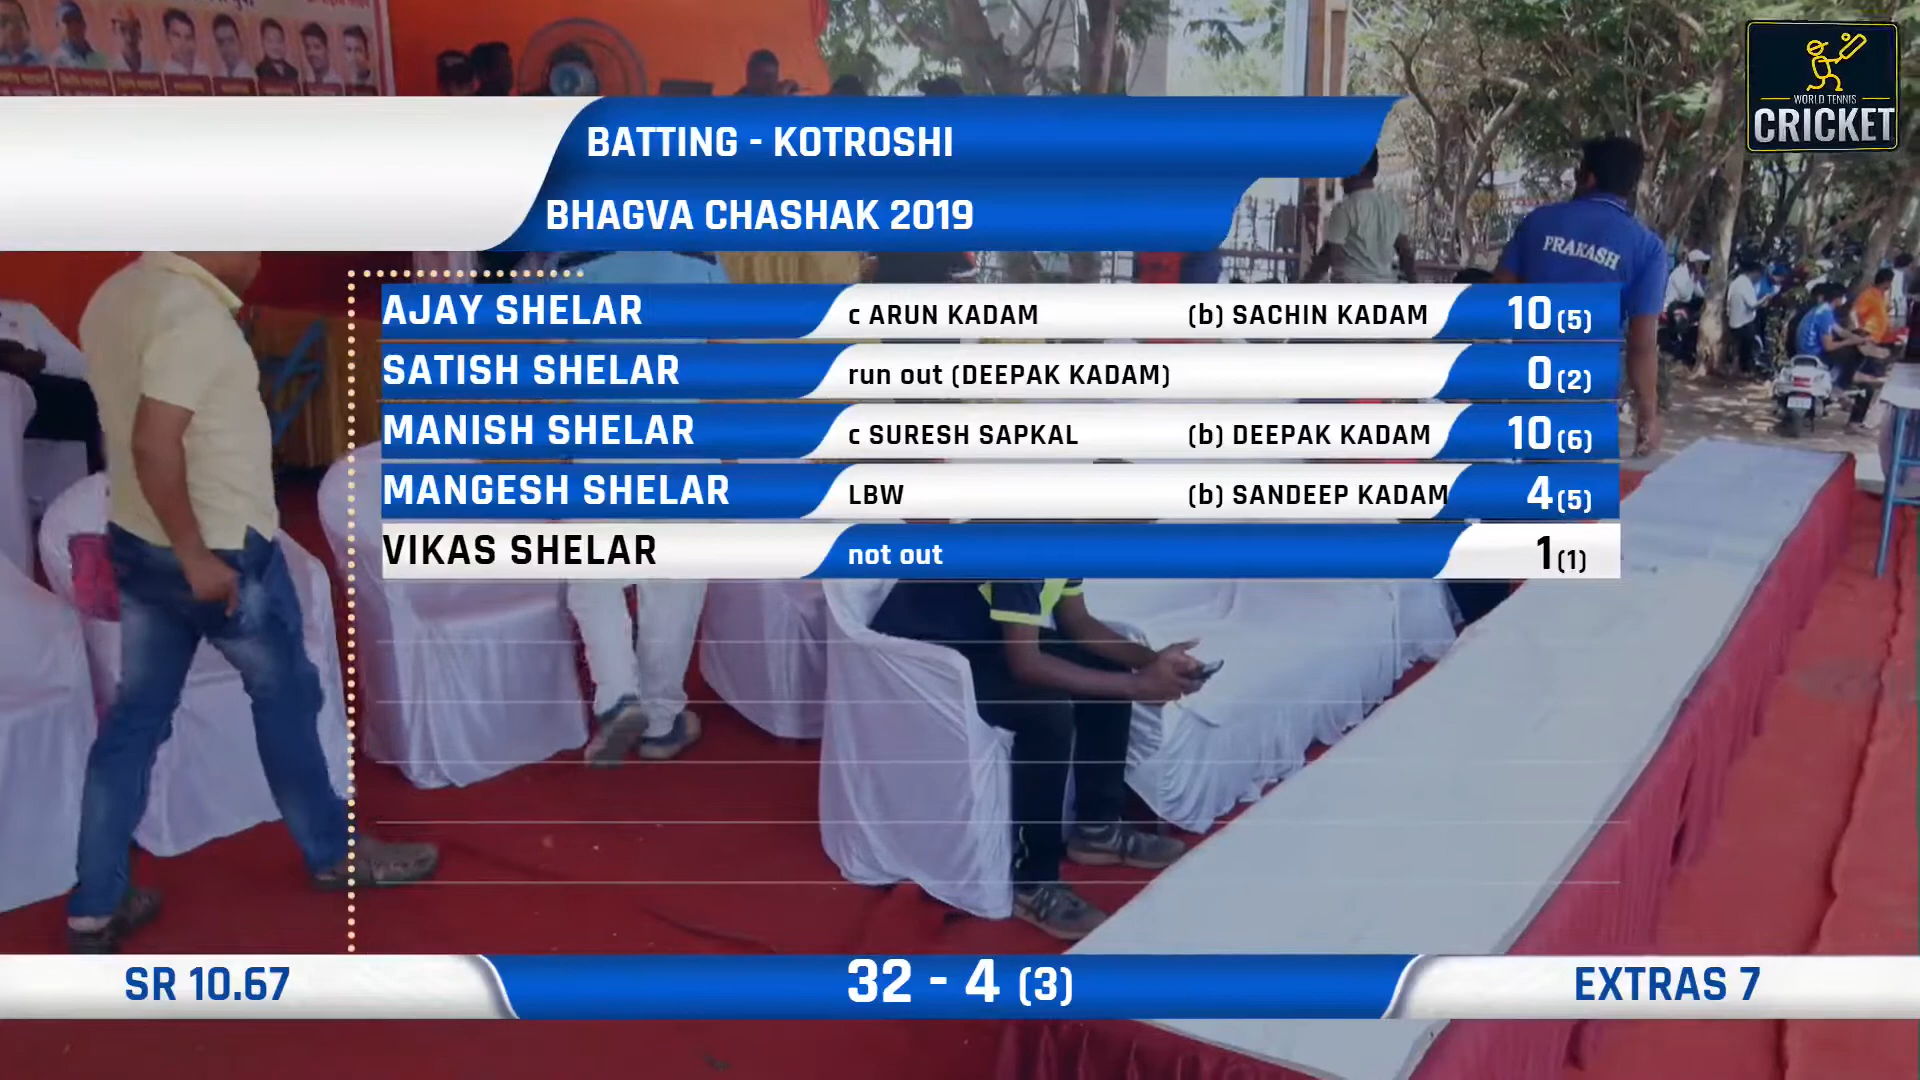 WORLD TENNIS
CRICKET
BATTING - KOTROSHI
BHAGVA CHASHAK 2019
PRAKASH
AJAY SHELAR c ARUN KADAM (b) SACHIN KADAM 10 (5)
SATISH SHELAR run out (DEEPAK KADAM) 0 (2)
MANISH SHELAR c SURESH SAPKAL (b) DEEPAK KADAM 10 (6)
MANGESH SHELAR LBW (b) SANDEEP KADAM 4 (5)
VIKAS SHELAR not out 1 (1)
SR 10.67 32 - 4 (3) EXTRAS 7